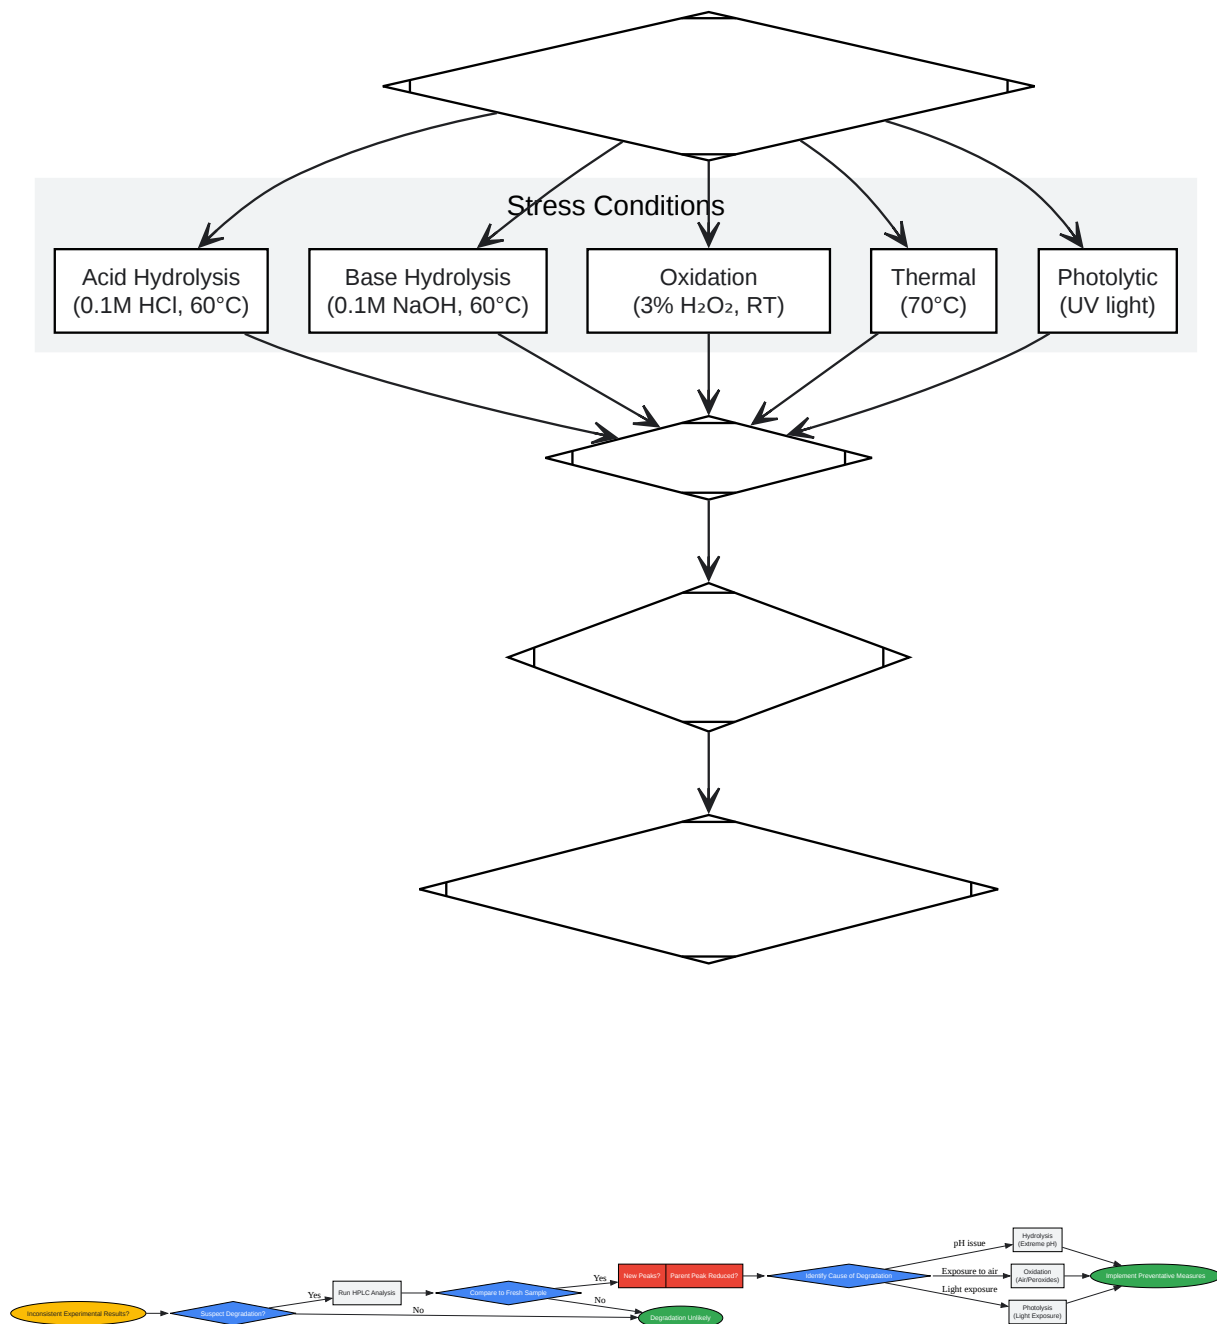 Stress Conditions
Acid Hydrolysis
(0.1M HCl, 60°C)
Base Hydrolysis
(0.1M NaOH, 60°C)
Oxidation
(3% H₂O₂, RT)
Thermal
(70°C)
Photolytic
(UV light)
Inconsistent Experimental Results?
Suspect Degradation?
Yes
No
Run HPLC Analysis
Compare to Fresh Sample
Yes
No
New Peaks?
Parent Peak Reduced?
Degradation Unlikely
Identify Cause of Degradation
pH issue
Exposure to air
Light exposure
Hydrolysis
(Extreme pH)
Oxidation
(Air/Peroxides)
Photolysis
(Light Exposure)
Implement Preventative Measures